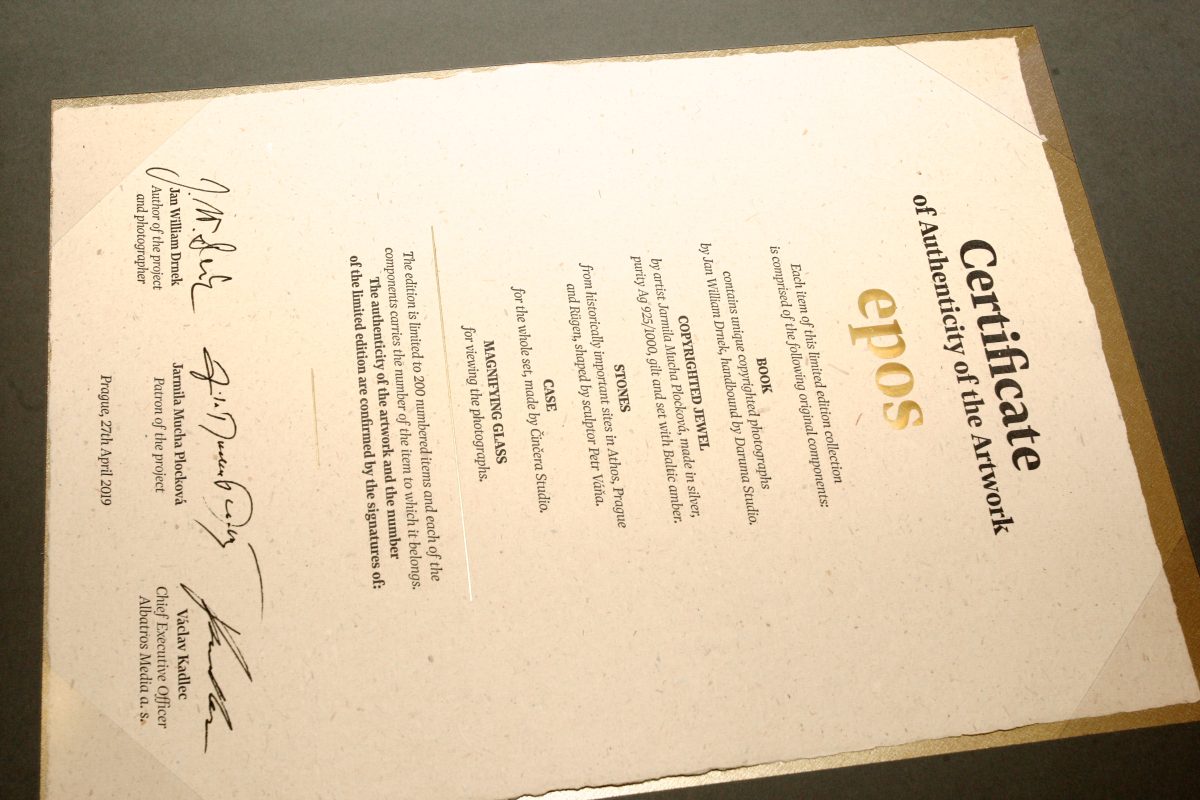 Certificate
of Authenticity of the Artwork
epos
Each item of this limited edition collection
is comprised of the following original components:
BOOK
contains unique copyrighted photographs
by Jan William Drnek, handbound by Daruma Studio.
COPYRIGHTED JEWEL
by artist Jarmila Mucha Plocková, made in silver,
purity Ag 925/1000, gilt and set with Baltic amber.
STONES
from historically important sites in Athos, Prague
and Rügen, shaped by sculptor Petr Váňa.
CASE
for the whole set, made by Činčera Studio.
MAGNIFYING GLASS
for viewing the photographs.
The edition is limited to 200 numbered items and each of the
components carries the number of the item to which it belongs.
The authenticity of the artwork and the number
of the limited edition are confirmed by the signatures of:
Jan William Drnek
Author of the project
and photographer
Jarmila Mucha Plocková
Patron of the project
Václav Kadlec
Chief Executive Officer
Albatros Media a. s.
Prague, 27th April 2019